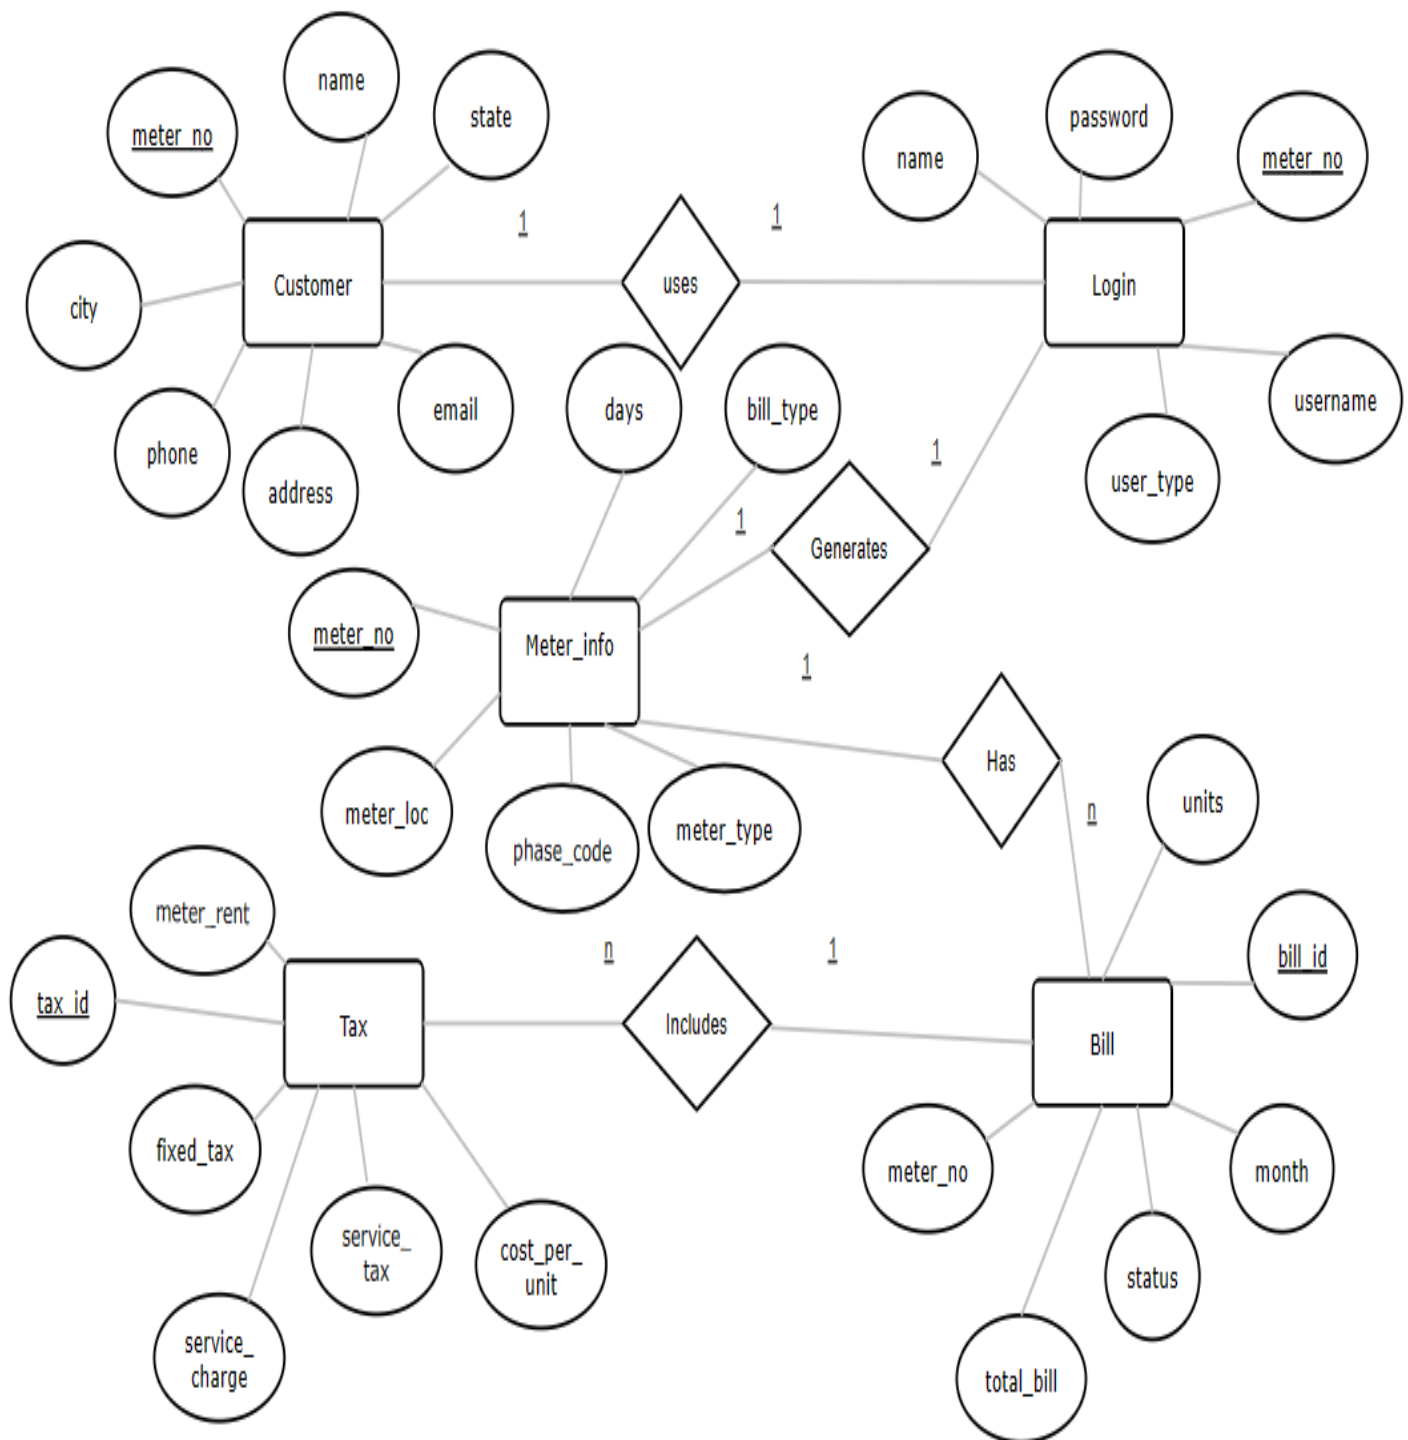 name
state
meter_no
password
name
meter_no
1
1
Customer
uses
Login
city
email
days
bill_type
username
phone
address
1
user_type
1
Generates
meter_no
Meter_info
1
Has
meter_loc
phase_code
meter_type
n
units
meter_rent
n
1
bill_id
tax_id
Tax
Includes
Bill
fixed_tax
meter_no
month
service_
tax
cost_per_
unit
status
service_
charge
total_bill